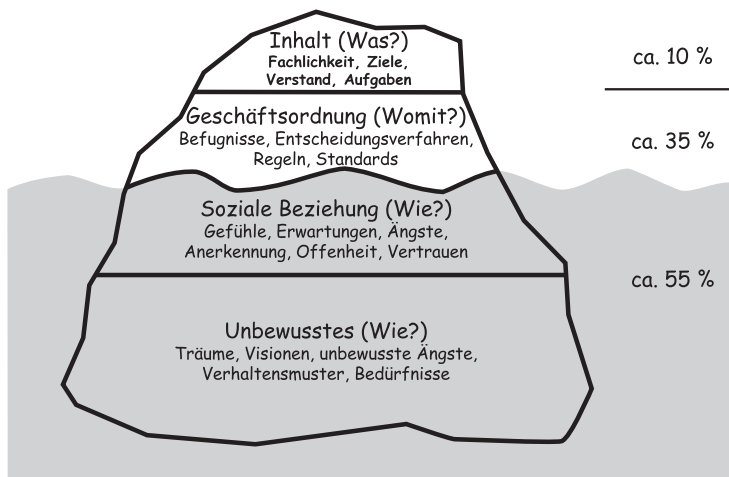 Inhalt (Was?)
Fachlichkeit, Ziele,
Verstand, Aufgaben
ca. 10 %
Geschäftsordnung (Womit?)
Befugnisse, Entscheidungsverfahren,
Regeln, Standards
ca. 35 %
Soziale Beziehung (Wie?)
Gefühle, Erwartungen, Ängste,
Anerkennung, Offenheit, Vertrauen
ca. 55 %
Unbewusstes (Wie?)
Träume, Visionen, unbewusste Ängste,
Verhaltensmuster, Bedürfnisse